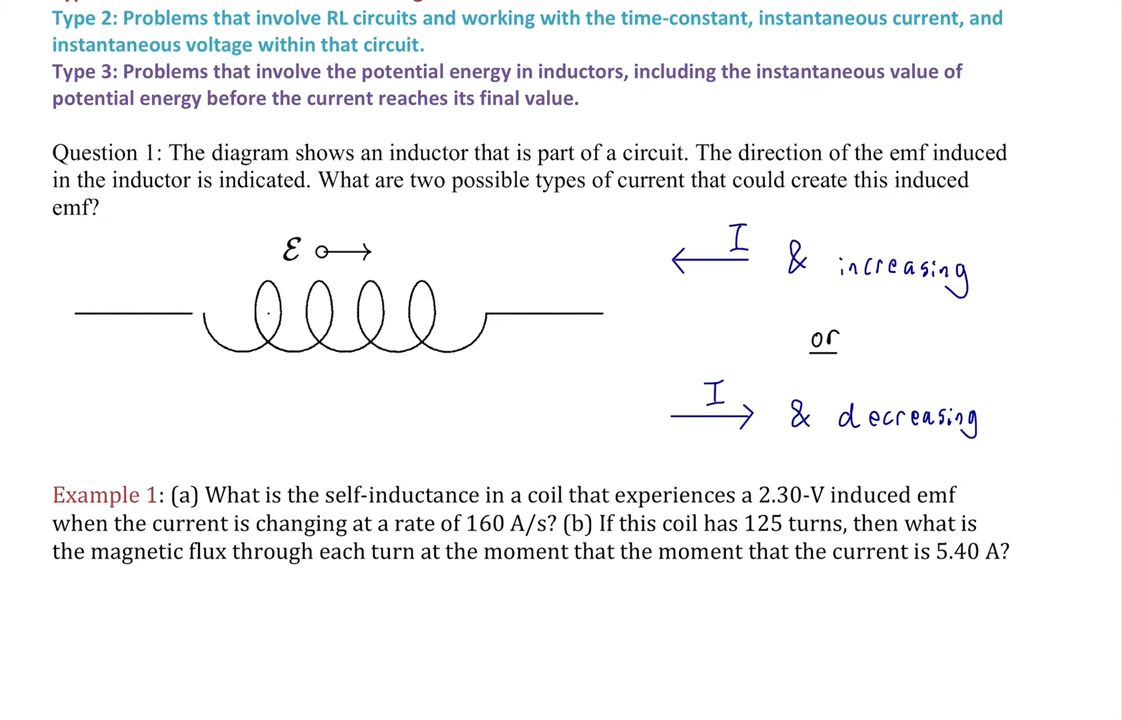 Type 2: Problems that involve RL circuits and working with the time-constant, instantaneous current, and
instantaneous voltage within that circuit.
Type 3: Problems that involve the potential energy in inductors, including the instantaneous value of
potential energy before the current reaches its final value.
Question 1: The diagram shows an inductor that is part of a circuit. The direction of the emf induced
in the inductor is indicated. What are two possible types of current that could create this induced
emf?
ℰ
I & increasing
or
I & decreasing
Example 1: (a) What is the self-inductance in a coil that experiences a 2.30-V induced emf
when the current is changing at a rate of 160 A/s? (b) If this coil has 125 turns, then what is
the magnetic flux through each turn at the moment that the moment that the current is 5.40 A?